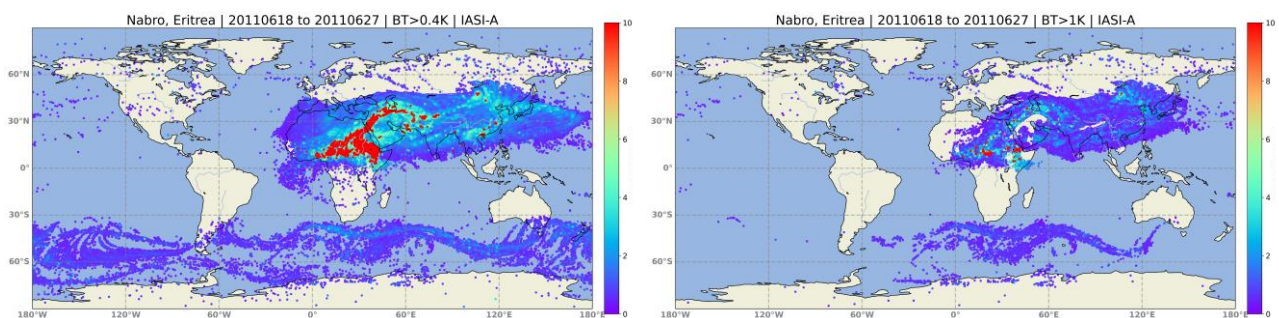 Nabro, Eritrea | 20110618 to 20110627 | BT>0.4K | IASI-A
60°N
30°N
0°
30°S
60°S
180°W
120°W
60°W
0°
60°E
120°E
180°E
10
8
6
4
2
0
Nabro, Eritrea | 20110618 to 20110627 | BT>1K | IASI-A
60°N
30°N
0°
30°S
60°S
180°W
120°W
60°W
0°
60°E
120°E
180°E
10
8
6
4
2
0